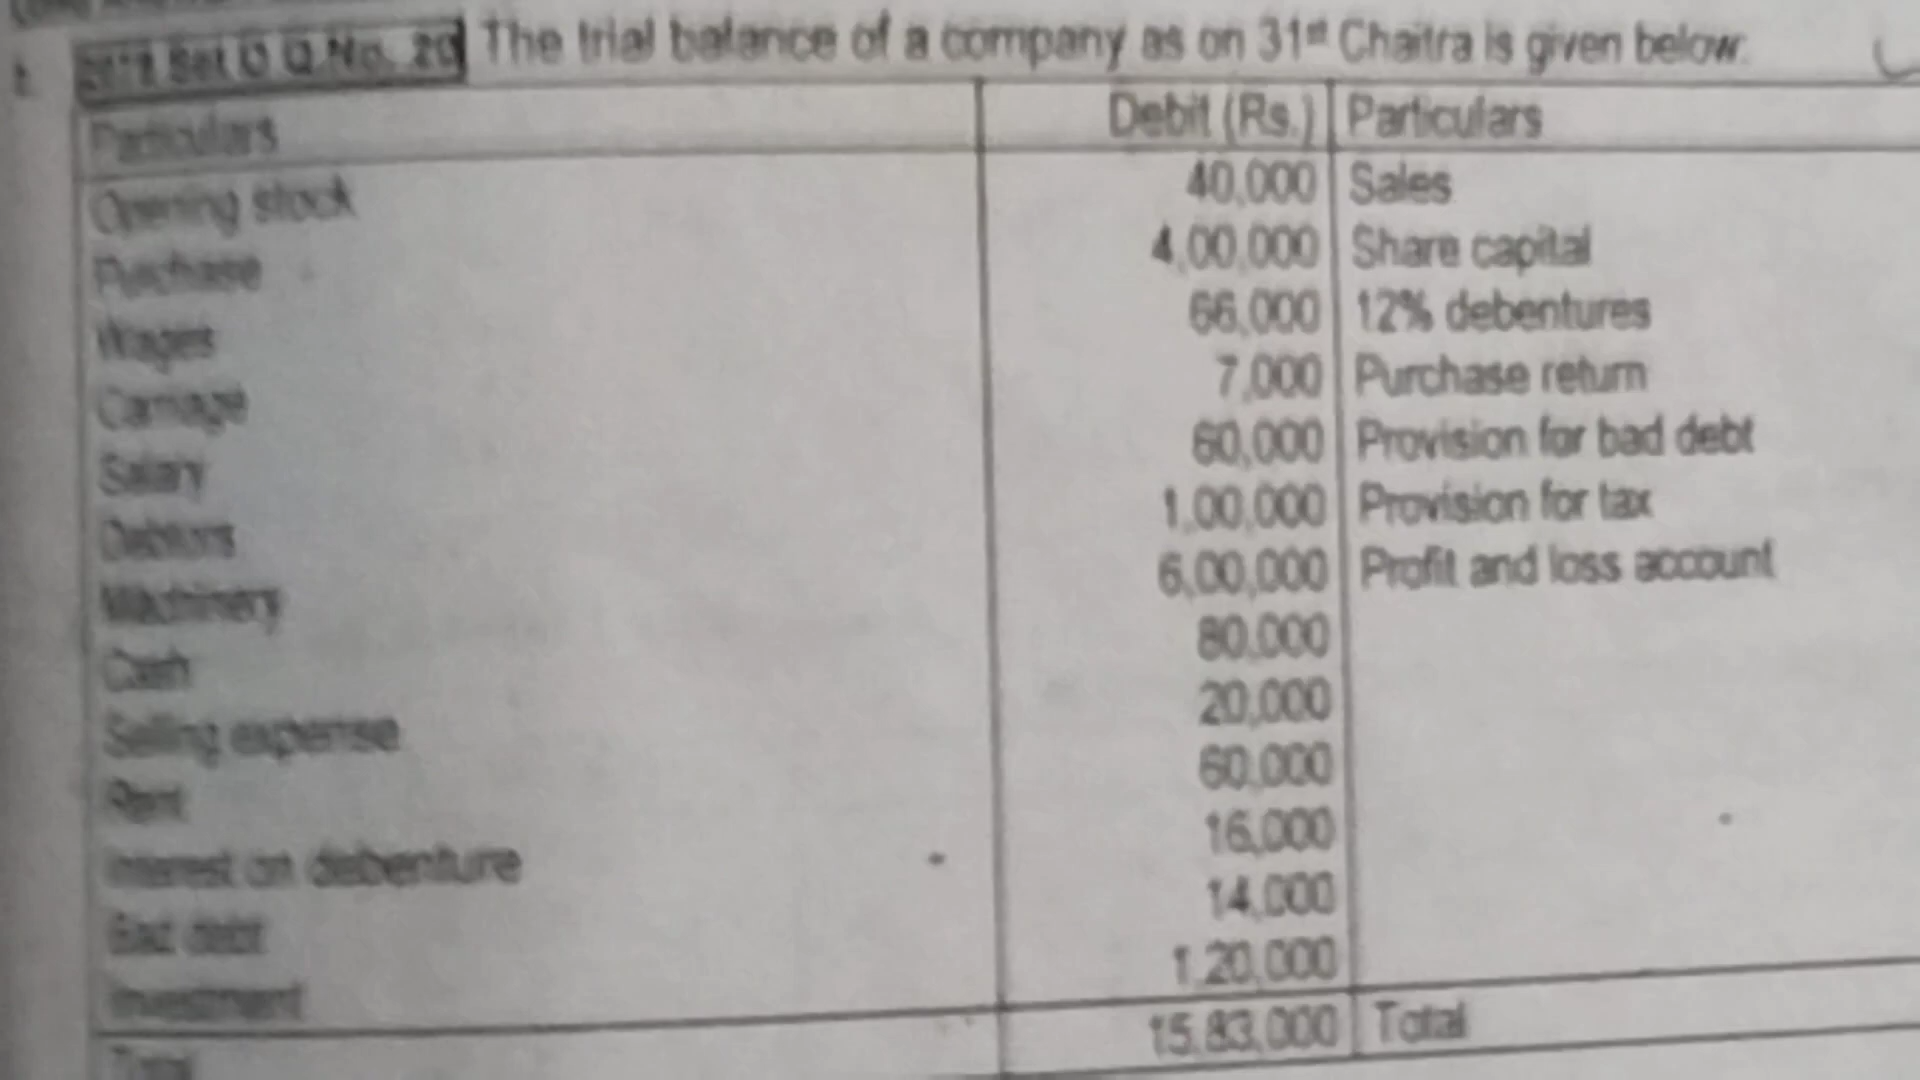 Set D Q.No. 20 The trial balance of a company as on 31st Chaitra is given below.
Particulars Debit (Rs.) Particulars
Opening stock 40,000 Sales
Purchase 4,00,000 Share capital
Wages 66,000 12% debentures
Carriage 7,000 Purchase return
Salary 60,000 Provision for bad debt
Debtors 1,00,000 Provision for tax
Machinery 6,00,000 Profit and loss account
Cash 80,000
Selling expense 20,000
Rent 60,000
Interest on debenture 16,000
Bad debt 14,000
Investment 1,20,000
Total 15,83,000 Total